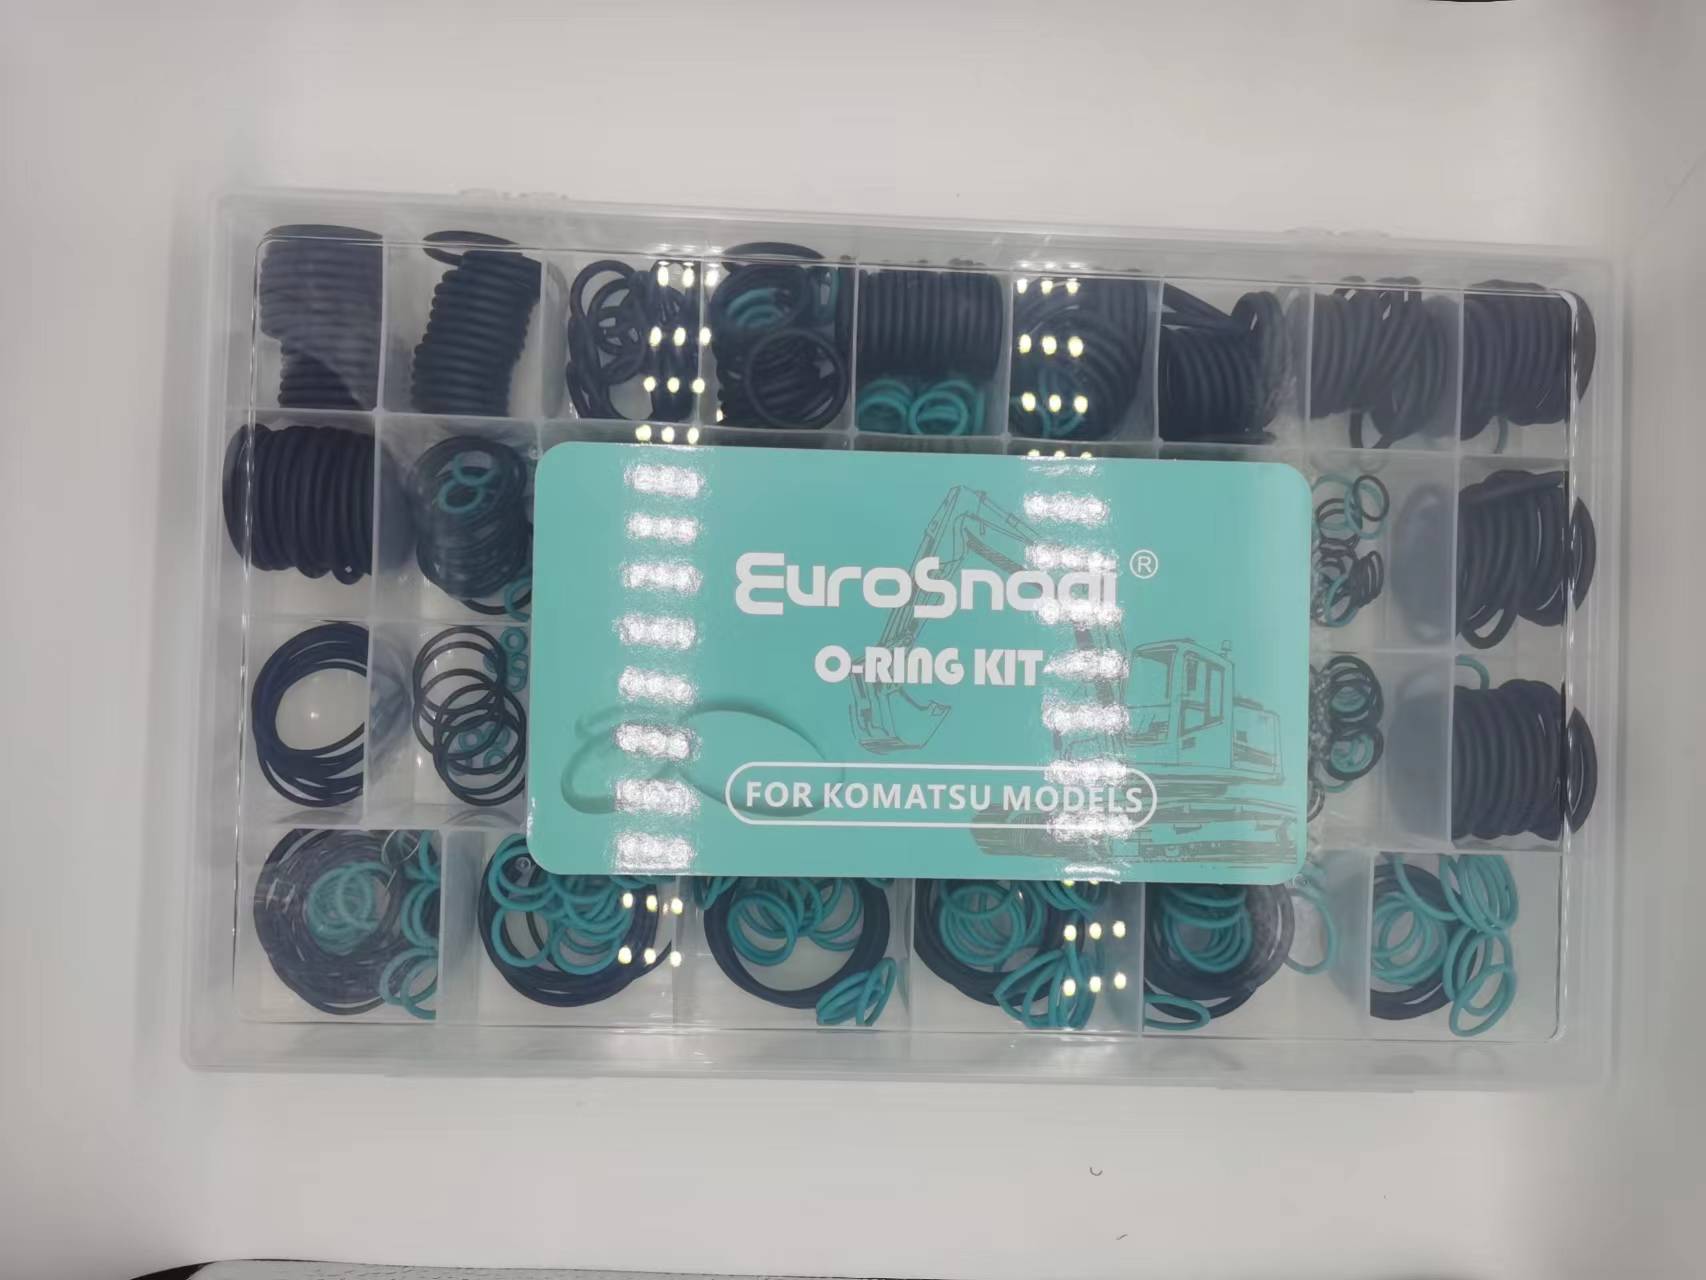 EuroSnadi®
O-RING KIT
FOR KOMATSU MODELS